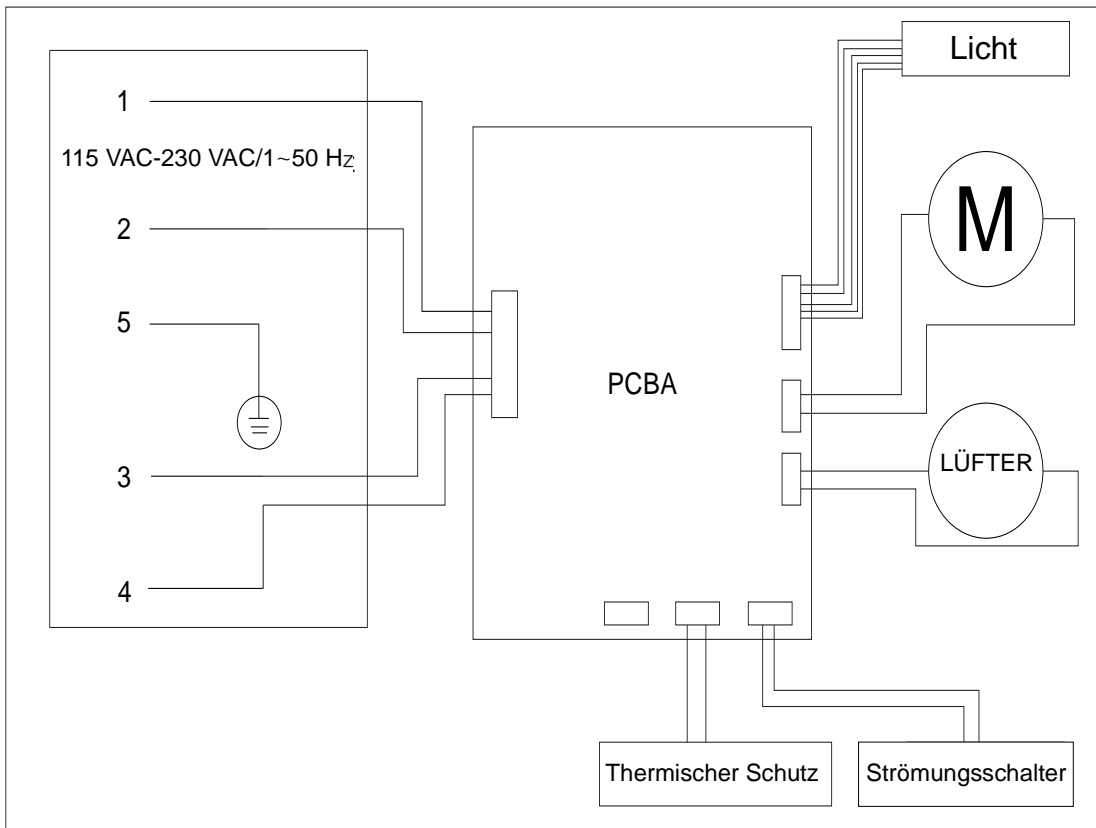 1
115 VAC-230 VAC/1~50 Hz
2
5
3
4
PCBA
Licht
M
LÜFTER
Thermischer Schutz
Strömungsschalter